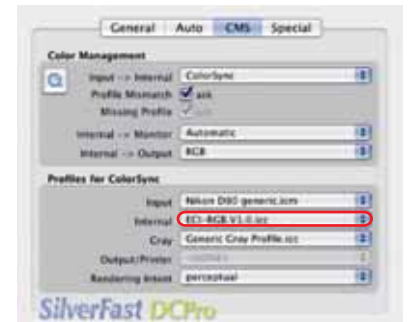 General Auto CMS Special
Color Management
Input -> Internal ColorSync
Profile Mismatch ask
Missing Profile
Internal -> Monitor Automatic
Internal -> Output RGB
Profiles for ColorSync
Input Nikon D80 generic.icm
Internal ECI-RGB.V1.0.icc
Gray Generic Gray Profile.icc
Output/Printer
Rendering Intent perceptual
SilverFast DCPro